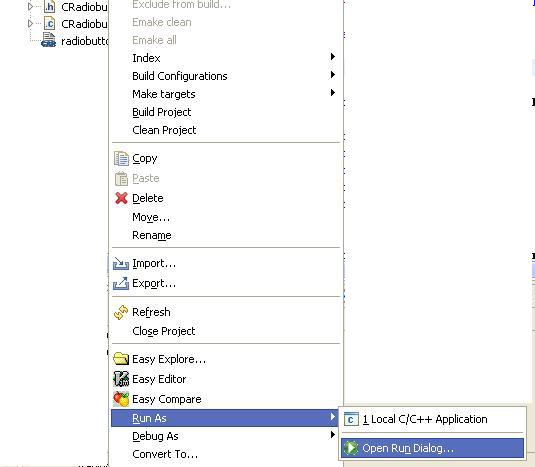 CRadiobu
CRadiobu
radiobutto
Exclude from build...
Emake clean
Emake all
Index
Build Configurations
Make targets
Build Project
Clean Project
Copy
Paste
Delete
Move...
Rename
Import...
Export...
Refresh
Close Project
Easy Explore...
Easy Editor
Easy Compare
Run As
Debug As
Convert To...
1 Local C/C++ Application
Open Run Dialog...